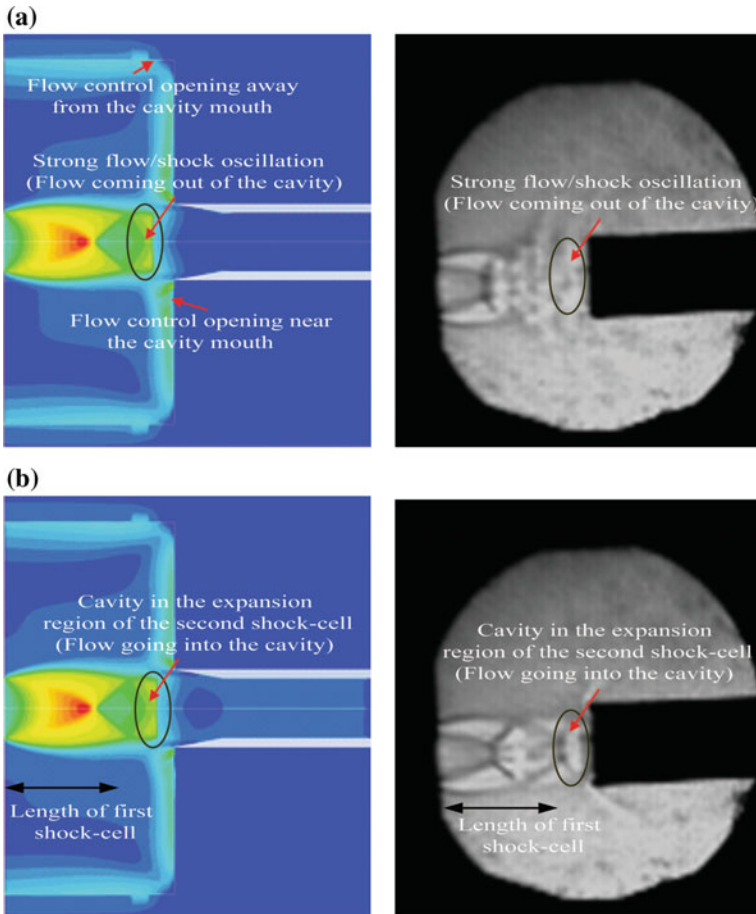 (a)
Flow control opening away
from the cavity mouth
Strong flow/shock oscillation
(Flow coming out of the cavity)
Flow control opening near
the cavity mouth
Strong flow/shock oscillation
(Flow coming out of the cavity)
(b)
Cavity in the expansion
region of the second shock-cell
(Flow going into the cavity)
Length of first
shock-cell
Cavity in the expansion
region of the second shock-cell
(Flow going into the cavity)
Length of first
shock-cell